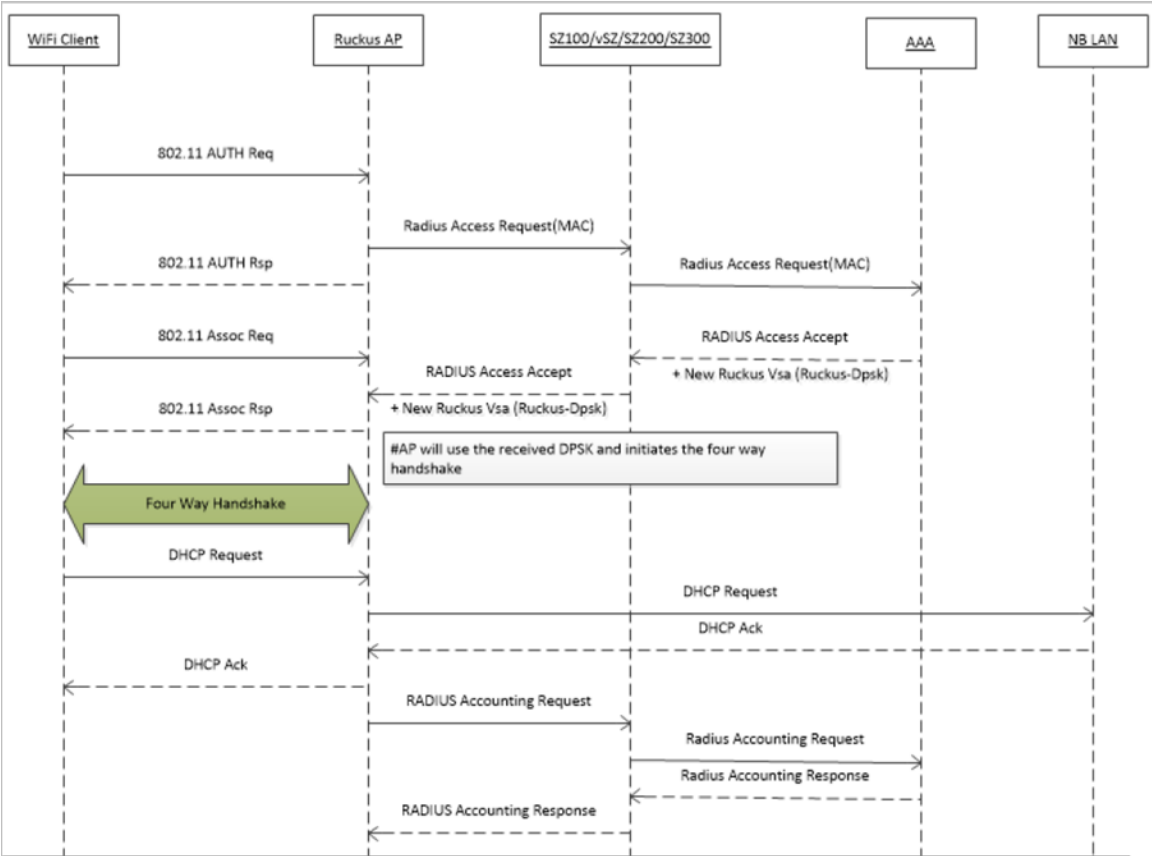 WiFi Client
Ruckus AP
SZ100/vSZ/SZ200/SZ300
AAA
NB LAN
802.11 AUTH Req
Radius Access Request(MAC)
802.11 AUTH Rsp
Radius Access Request(MAC)
802.11 Assoc Req
RADIUS Access Accept
+ New Ruckus Vsa (Ruckus-Dpsk)
RADIUS Access Accept
+ New Ruckus Vsa (Ruckus-Dpsk)
802.11 Assoc Rsp
#AP will use the received DPSK and initiates the four way
handshake
Four Way Handshake
DHCP Request
DHCP Request
DHCP Ack
DHCP Ack
RADIUS Accounting Request
Radius Accounting Request
Radius Accounting Response
RADIUS Accounting Response